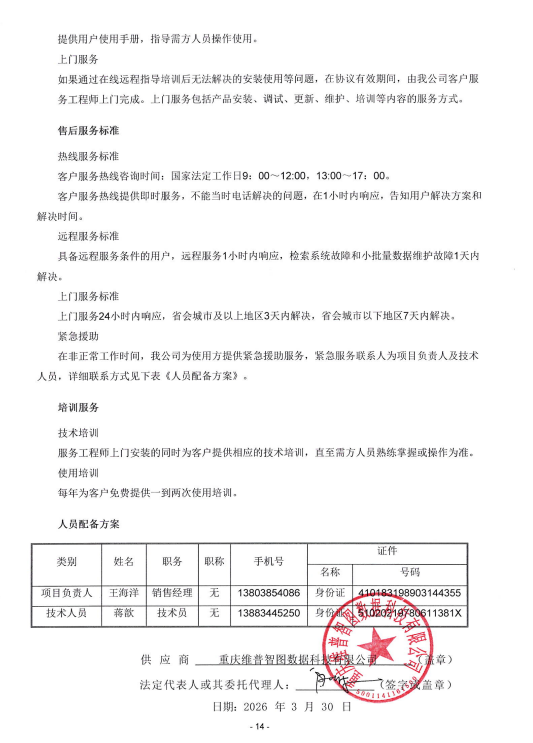 提供用户使用手册，指导需方人员操作使用。
上门服务
如果通过在线远程指导培训后无法解决的安装使用等问题，在协议有效期间，由我公司客户服
务工程师上门完成。上门服务包括产品安装、调试、更新、维护、培训等内容的服务方式。
售后服务标准
热线服务标准
客户服务热线咨询时间：国家法定工作日9：00～12:00，13:00～17：00。
客户服务热线提供即时服务，不能当时电话解决的问题，在1小时内响应，告知用户解决方案和
解决时间。
远程服务标准
具备远程服务条件的用户，远程服务1小时内响应，检索系统故障和小批量数据维护故障1天内
解决。
上门服务标准
上门服务24小时内响应，省会城市及以上地区3天内解决，省会城市以下地区7天内解决。
紧急援助
在非正常工作时间，我公司为使用方提供紧急援助服务，紧急服务联系人为项目负责人及技术
人员，详细联系方式见下表《人员配备方案》。
培训服务
技术培训
服务工程师上门安装的同时为客户提供相应的技术培训，直至需方人员熟练掌握或操作为准。
使用培训
每年为客户免费提供一到两次使用培训。
人员配备方案
类别 姓名 职务 职称 手机号 证件
名称 号码
项目负责人 王海洋 销售经理 无 13803854086 身份证 410183198903144355
技术人员 蒋歆 技术员 无 13883445250 身份证 51020219780611381X
供 应 商 重庆维普智图数据科技有限公司 （盖章）
法定代表人或其委托代理人： （签字或盖章）
日期: 2026 年 3 月 30 日
- 14 -